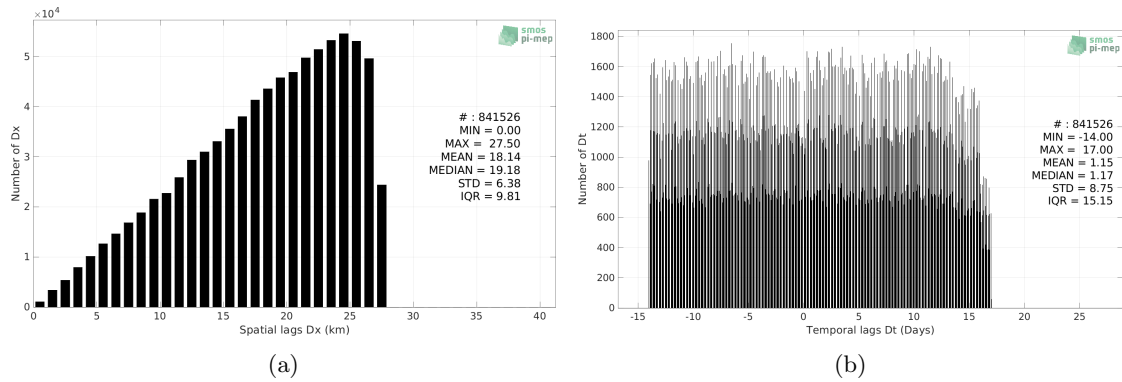 ×10⁴
5
4
3
2
1
0
Number of Dx
0 5 10 15 20 25 30 35 40
Spatial lags Dx (km)
smos
pi-mep
# : 841526
MIN = 0.00
MAX = 27.50
MEAN = 18.14
MEDIAN = 19.18
STD = 6.38
IQR = 9.81
(a)
1800
1600
1400
1200
1000
800
600
400
200
0
Number of Dt
-15 -10 -5 0 5 10 15 20 25
Temporal lags Dt (Days)
smos
pi-mep
# : 841526
MIN = -14.00
MAX = 17.00
MEAN = 1.15
MEDIAN = 1.17
STD = 8.75
IQR = 15.15
(b)